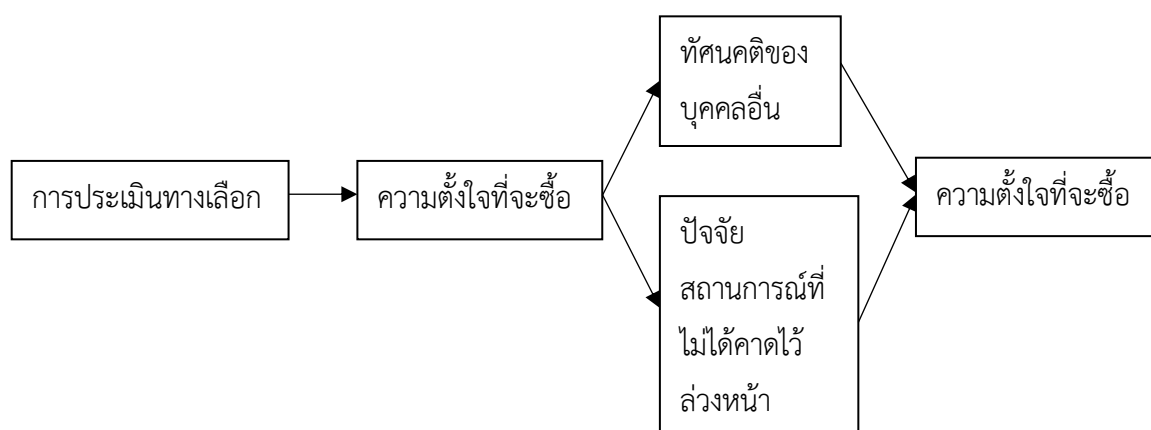 การประเมินทางเลือก
ความตั้งใจที่จะซื้อ
ทัศนคติของ
บุคคลอื่น
ปัจจัย
สถานการณ์ที่
ไม่ได้คาดไว้
ล่วงหน้า
ความตั้งใจที่จะซื้อ